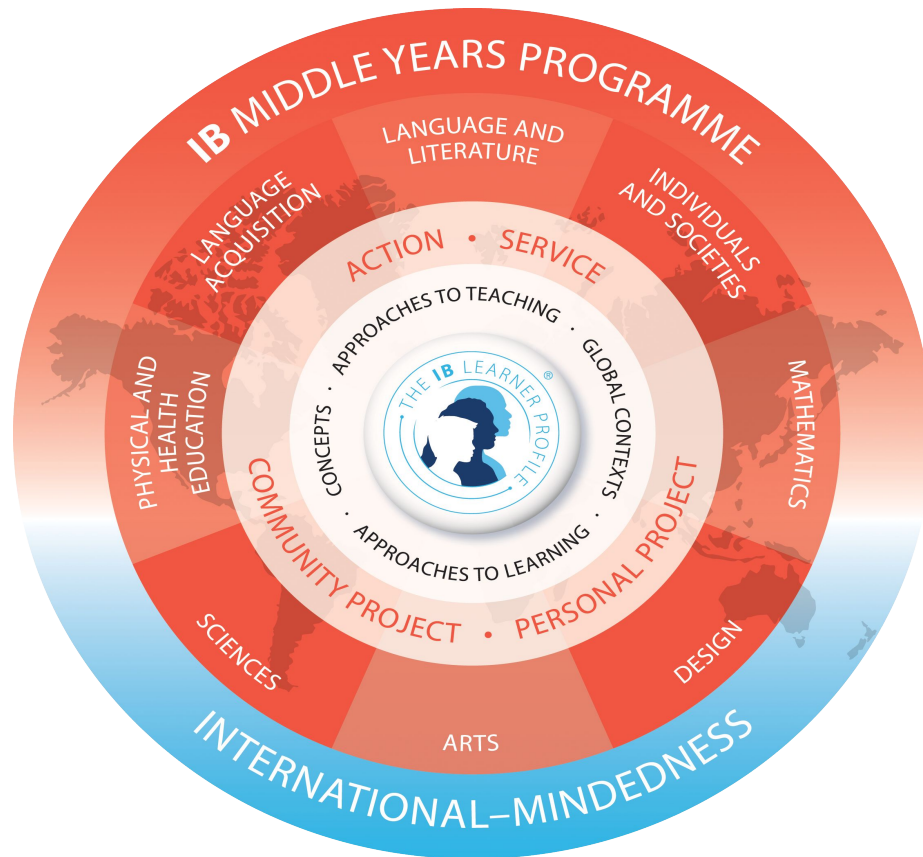 IB MIDDLE YEARS PROGRAMME
LANGUAGE AND
LITERATURE
INDIVIDUALS
AND SOCIETIES
MATHEMATICS
DESIGN
ARTS
SCIENCES
PHYSICAL AND
HEALTH
EDUCATION
LANGUAGE
ACQUISITION
ACTION • SERVICE
COMMUNITY PROJECT • PERSONAL PROJECT
APPROACHES TO TEACHING ·
GLOBAL CONTEXTS ·
APPROACHES TO LEARNING ·
CONCEPTS ·
• THE IB LEARNER PROFILE •
®
INTERNATIONAL–MINDEDNESS